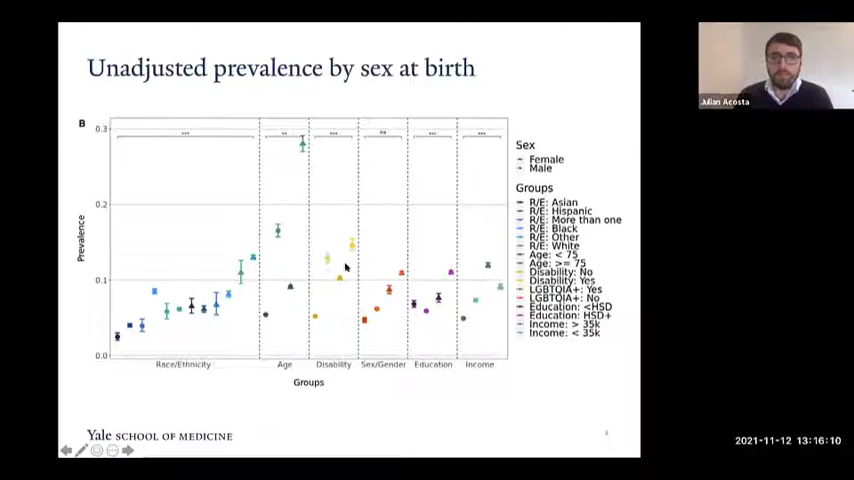 Unadjusted prevalence by sex at birth
B
0.3
0.2
0.1
0.0
Prevalence
***
**
***
ns
***
***
Race/Ethnicity
Age
Disability
Sex/Gender
Education
Income
Groups
Sex
Female
Male
Groups
R/E: Asian
R/E: Hispanic
R/E: More than one
R/E: Black
R/E: Other
R/E: White
Age: < 75
Age: >= 75
Disability: No
Disability: Yes
LGBTQIA+: Yes
LGBTQIA+: No
Education: <HSD
Education: HSD+
Income: > 35k
Income: < 35k
Yale SCHOOL OF MEDICINE
Julian Acosta
2021-11-12 13:16:10